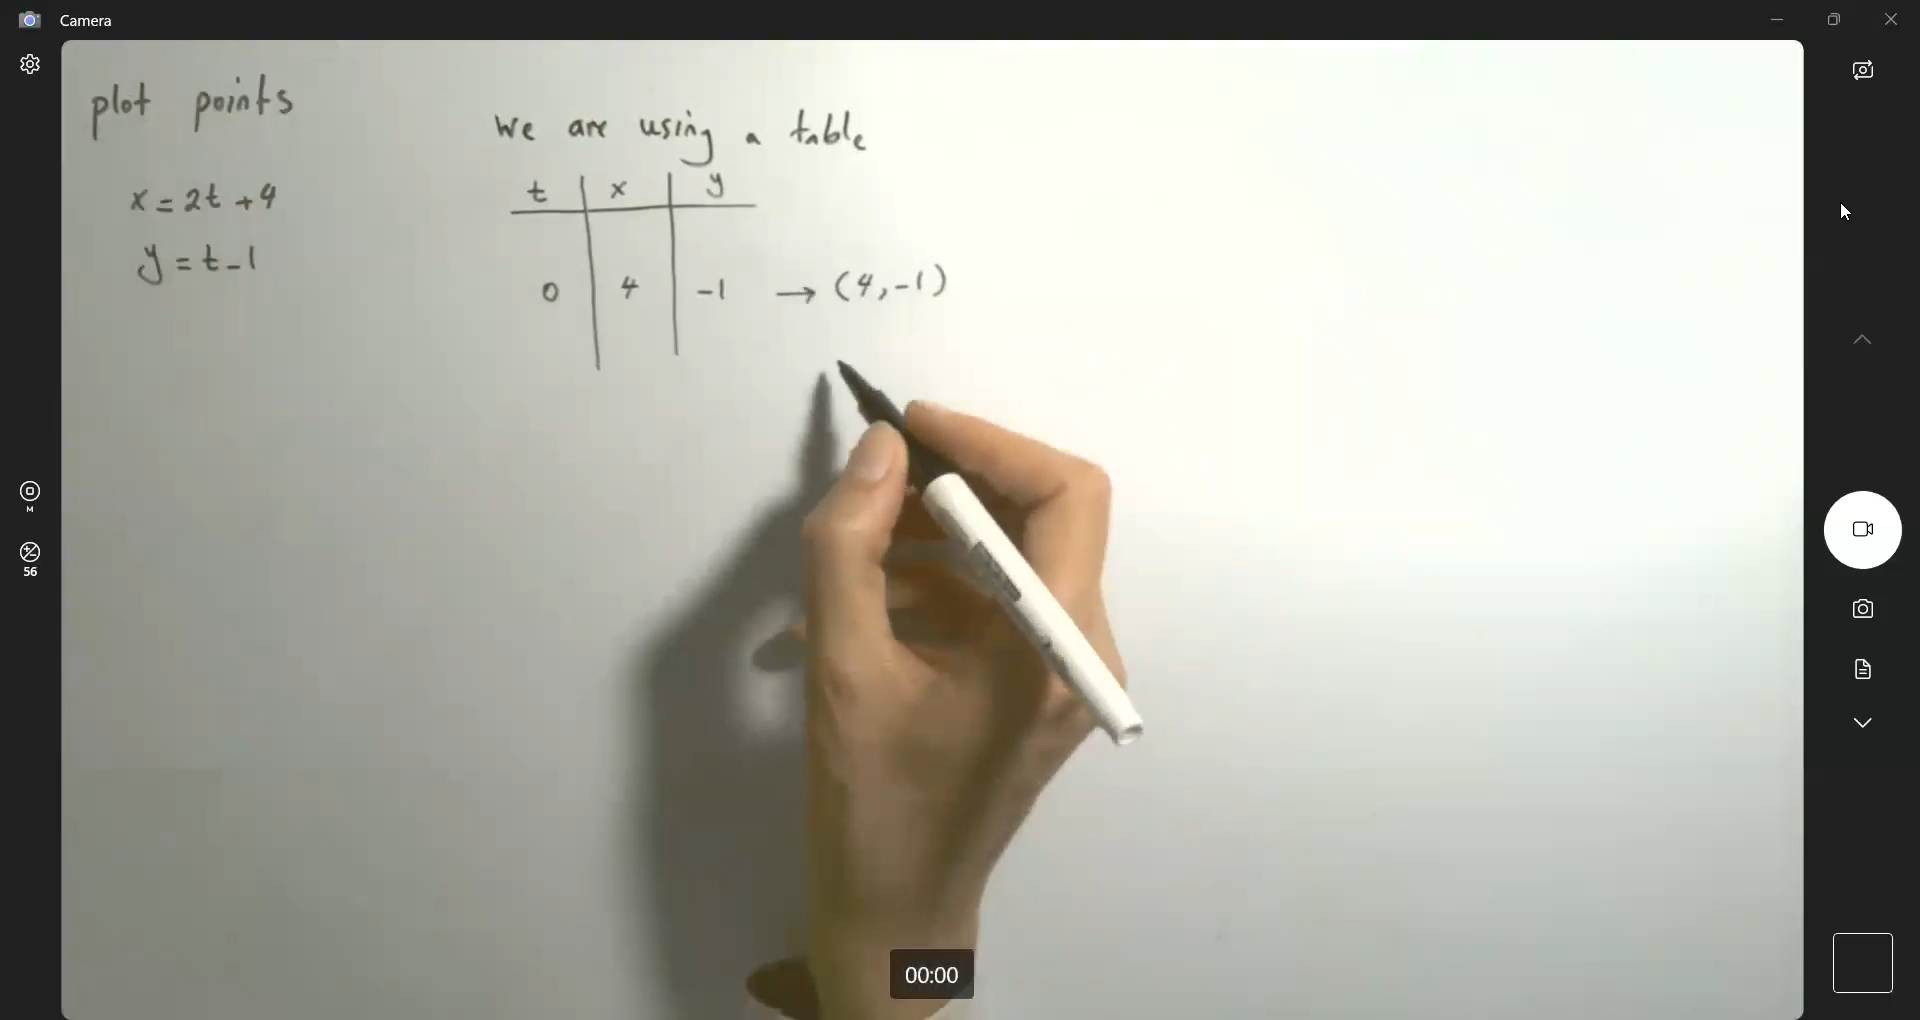 Camera
plot points
we are using a table
x = 2t + 4
y = t - 1
t x y
0 4 -1 → (4, -1)
M
56
00:00